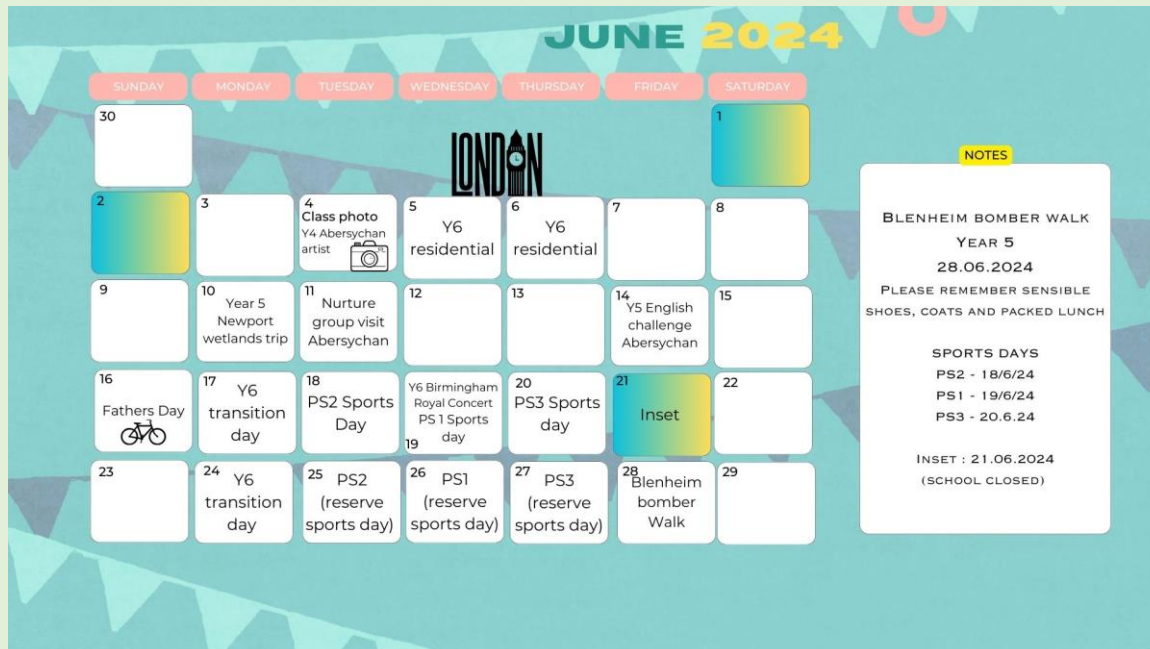 JUNE 2024
SUNDAY MONDAY TUESDAY WEDNESDAY THURSDAY FRIDAY SATURDAY
30
LONDON
1
2
3
4
Class photo
Y4 Abersychan
artist
5
Y6
residential
6
Y6
residential
7
8
9
10
Year 5
Newport
wetlands trip
11
Nurture
group visit
Abersychan
12
13
14
Y5 English
challenge
Abersychan
15
16
Fathers Day
17
Y6
transition
day
18
PS2 Sports
Day
Y6 Birmingham
Royal Concert
PS 1 Sports
day
19
20
PS3 Sports
day
21
Inset
22
23
24
Y6
transition
day
25
PS2
(reserve
sports day)
26
PS1
(reserve
sports day)
27
PS3
(reserve
sports day)
28
Blenheim
bomber
Walk
29
NOTES
BLENHEIM BOMBER WALK
YEAR 5
28.06.2024
PLEASE REMEMBER SENSIBLE
SHOES, COATS AND PACKED LUNCH
SPORTS DAYS
PS2 - 18/6/24
PS1 - 19/6/24
PS3 - 20.6.24
INSET : 21.06.2024
(SCHOOL CLOSED)